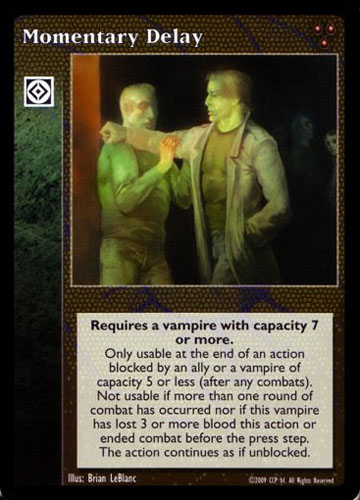 Momentary Delay
Requires a vampire with capacity 7
or more.
Only usable at the end of an action
blocked by an ally or a vampire of
capacity 5 or less (after any combats).
Not usable if more than one round of
combat has occurred nor if this vampire
has lost 3 or more blood this action or
ended combat before the press step.
The action continues as if unblocked.
Illus: Brian LeBlanc
©2009 CCP hf. All Rights Reserved